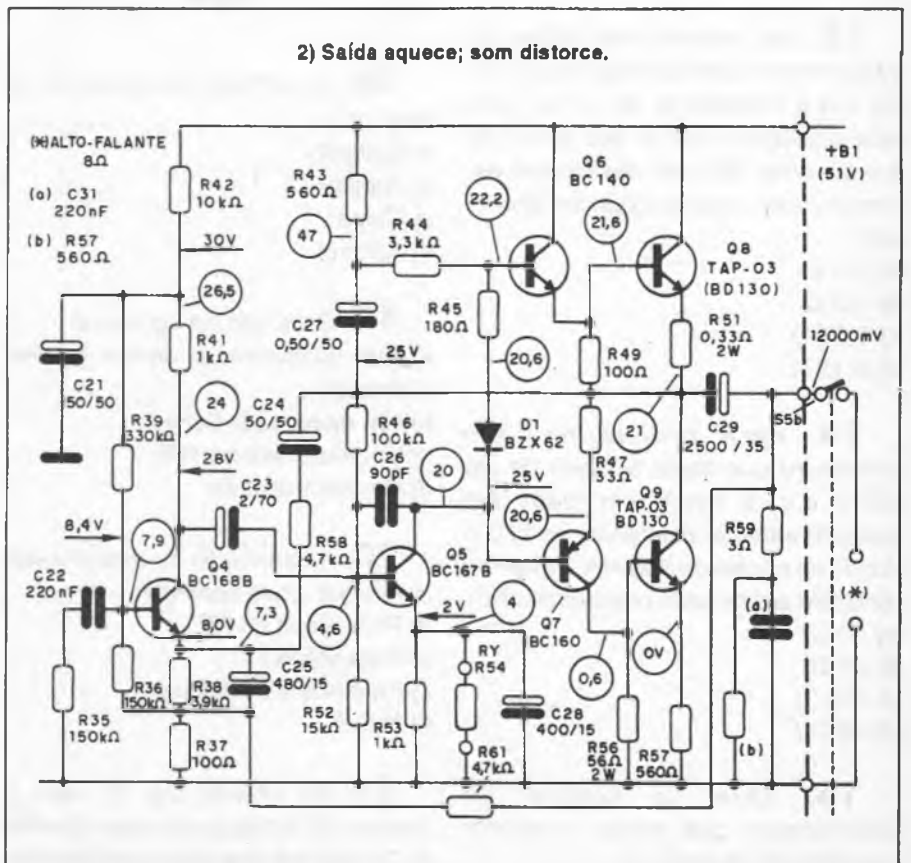 2) Saída aquece; som distorce.
(*)ALTO-FALANTE
8Ω
(a) C31
220nF
(b) R57
560Ω
R42
10kΩ
30V
26,5
R41
1kΩ
C21
50/50
R39
330kΩ
24
28V
C23
2/70
8,4V
7,9
C22
220nF
Q4
BC168B
8,0V
7,3
R35
150kΩ
R36
150kΩ
R38
3,9kΩ
R37
100Ω
C25
480/15
R43
560Ω
47
R44
3,3kΩ
C27
0,50/50
25V
C24
50/50
R46
100kΩ
C26
90pF
20
R58
4,7kΩ
Q5
BC167B
4,6
2V
4
R52
15kΩ
R53
1kΩ
RY
R54
R61
4,7kΩ
C28
400/15
22,2
Q6
BC140
R45
180Ω
20,6
D1
BZX62
25V
20,6
21,6
Q8
TAP-03
(BD130)
R49
100Ω
R51
0,33Ω
2W
21
R47
33Ω
Q9
TAP-03
BD130
Q7
BC160
0,6
0V
R56
56Ω
2W
R57
560Ω
C29
2500/35
+B1
(51V)
12000mV
S5b
R59
3Ω
(a)
(b)
(*)